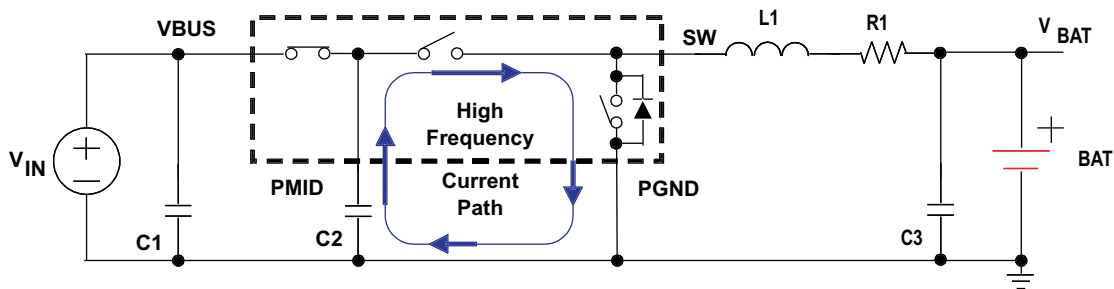 VBUS
SW
L1
R1
V BAT
High
Frequency
V IN
+
−
+
BAT
PMID
Current
Path
PGND
C1
C2
C3